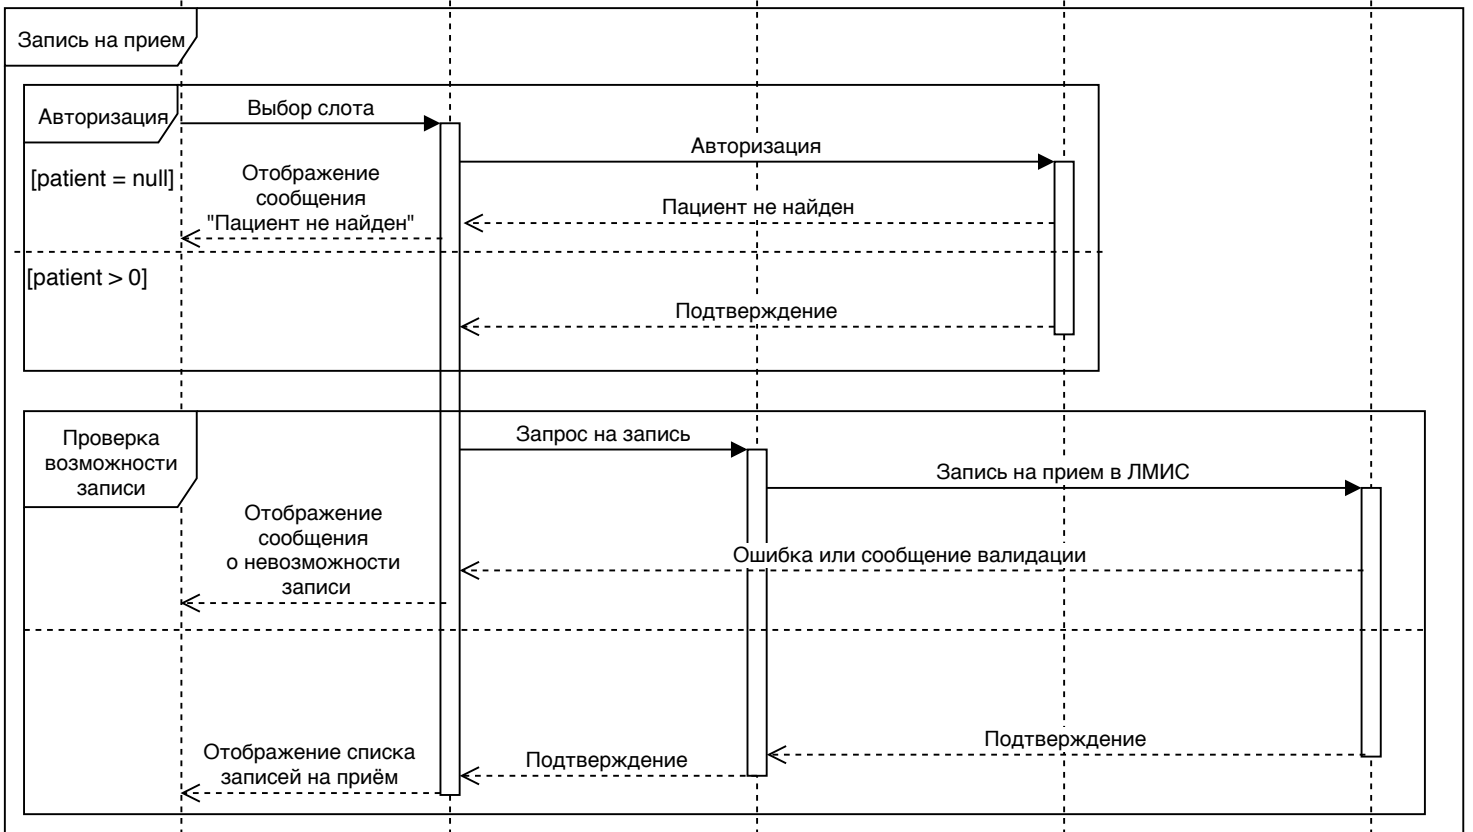 Запись на прием
Авторизация
Выбор слота
Авторизация
[patient = null]
Отображение
сообщения
"Пациент не найден"
Пациент не найден
[patient > 0]
Подтверждение
Проверка
возможности
записи
Запрос на запись
Запись на прием в ЛМИС
Отображение
сообщения
о невозможности
записи
Ошибка или сообщение валидации
Подтверждение
Подтверждение
Отображение списка
записей на приём